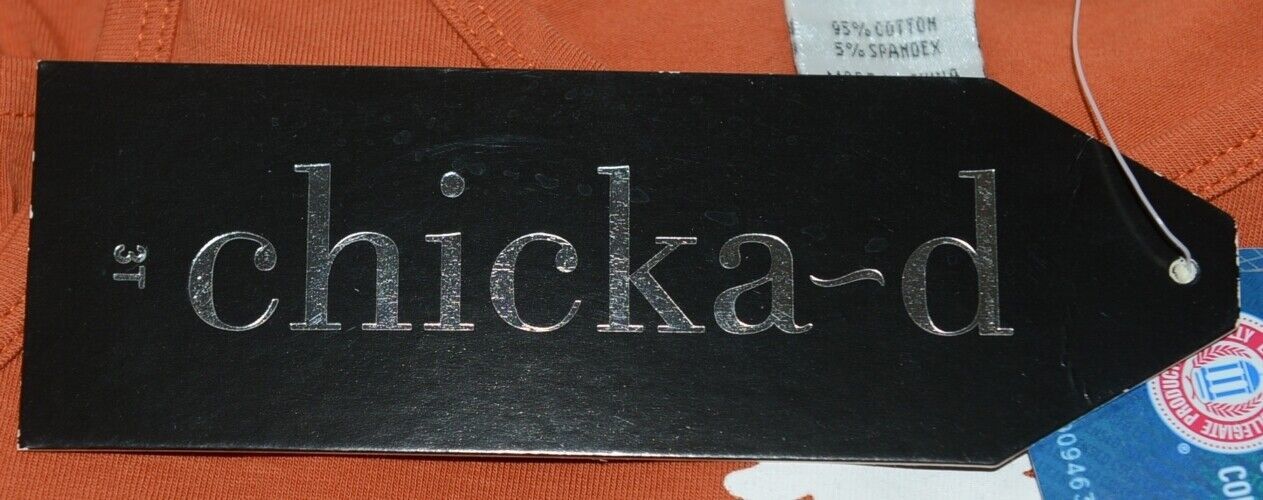 95% COTTON
5% SPANDEX
chicka~d
3T